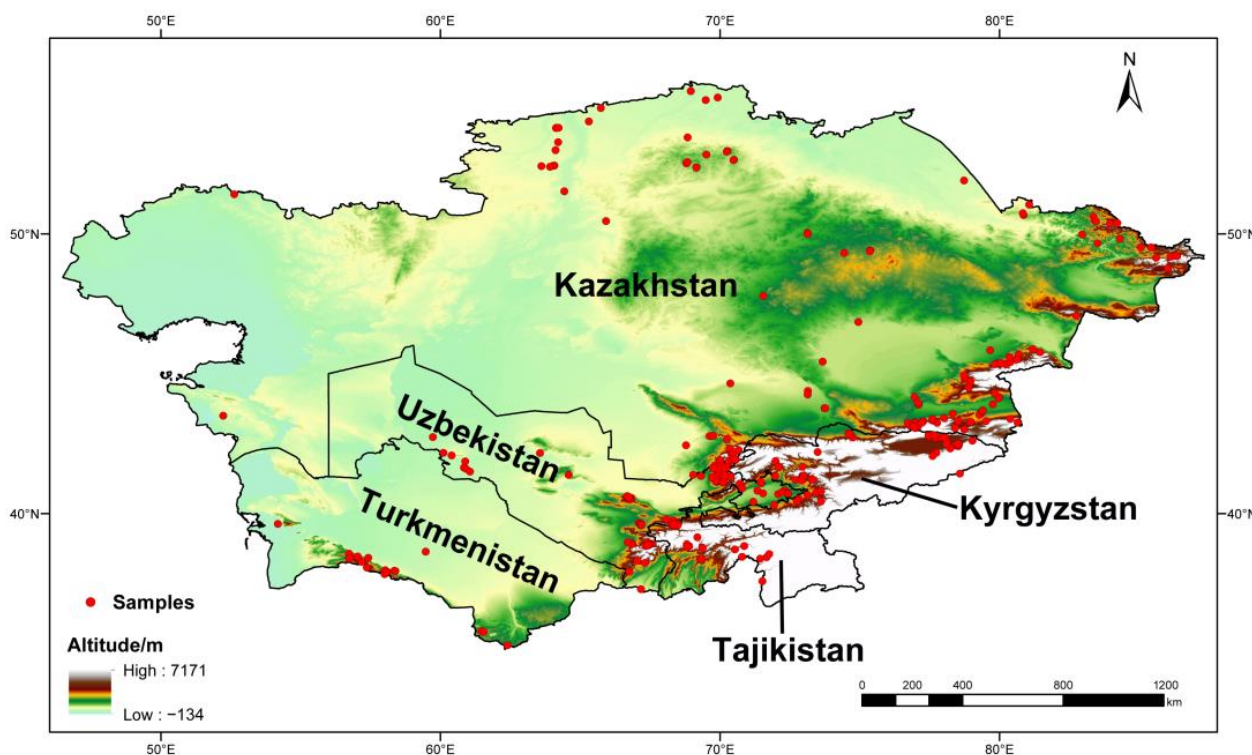 50°E 60°E 70°E 80°E
N
50°N 50°N
Kazakhstan
Uzbekistan
Turkmenistan
Kyrgyzstan
40°N 40°N
Tajikistan
Samples
Altitude/m
High : 7171
Low : −134
0 200 400 800 1200
km
50°E 60°E 70°E 80°E